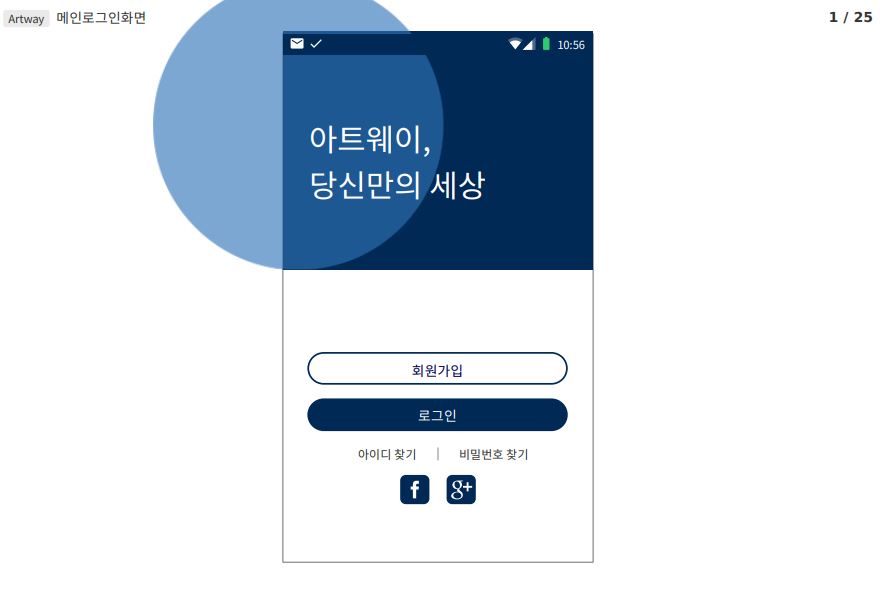 Artway 메인로그인화면
1 / 25
10:56
아트웨이,
당신만의 세상
회원가입
로그인
아이디 찾기 | 비밀번호 찾기
f g+